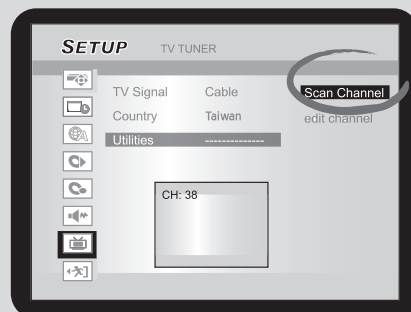 SETUP TV TUNER
TV Signal Cable Scan Channel
Country Taiwan edit channel
Utilities --------------
CH: 38